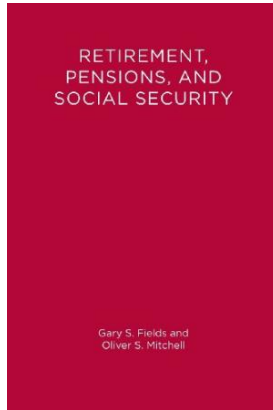 RETIREMENT,
PENSIONS, AND
SOCIAL SECURITY
Gary S. Fields and
Oliver S. Mitchell